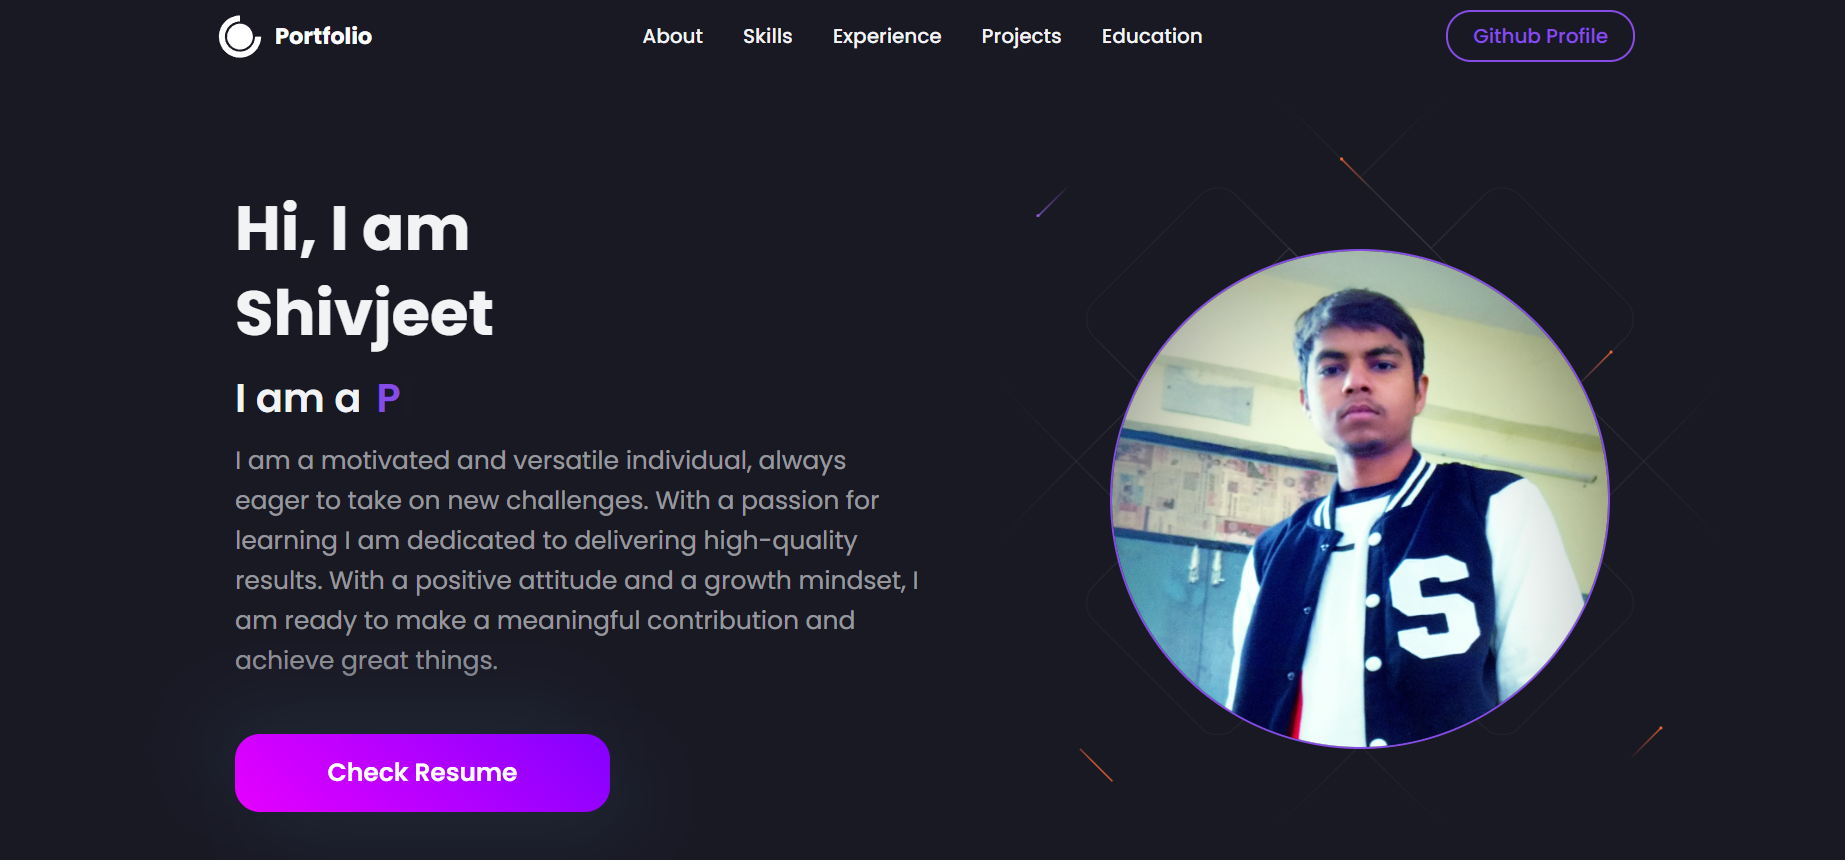 Portfolio
About
Skills
Experience
Projects
Education
Github Profile
Hi, I am
Shivjeet
I am a P
I am a motivated and versatile individual, always
eager to take on new challenges. With a passion for
learning I am dedicated to delivering high-quality
results. With a positive attitude and a growth mindset, I
am ready to make a meaningful contribution and
achieve great things.
Check Resume
S